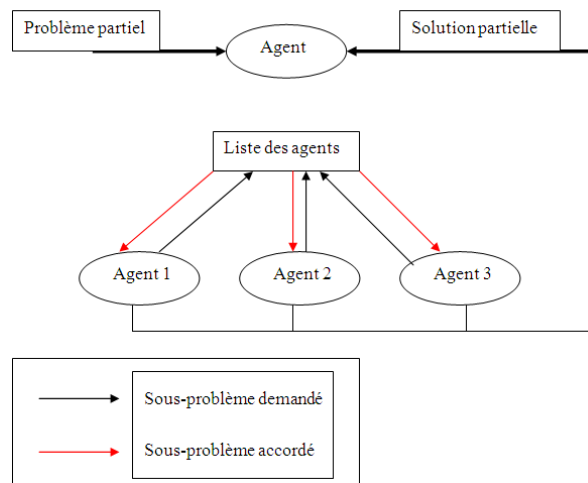 Problème partiel
Solution partielle
Agent
Liste des agents
Agent 1
Agent 2
Agent 3
Sous-problème demandé
Sous-problème accordé